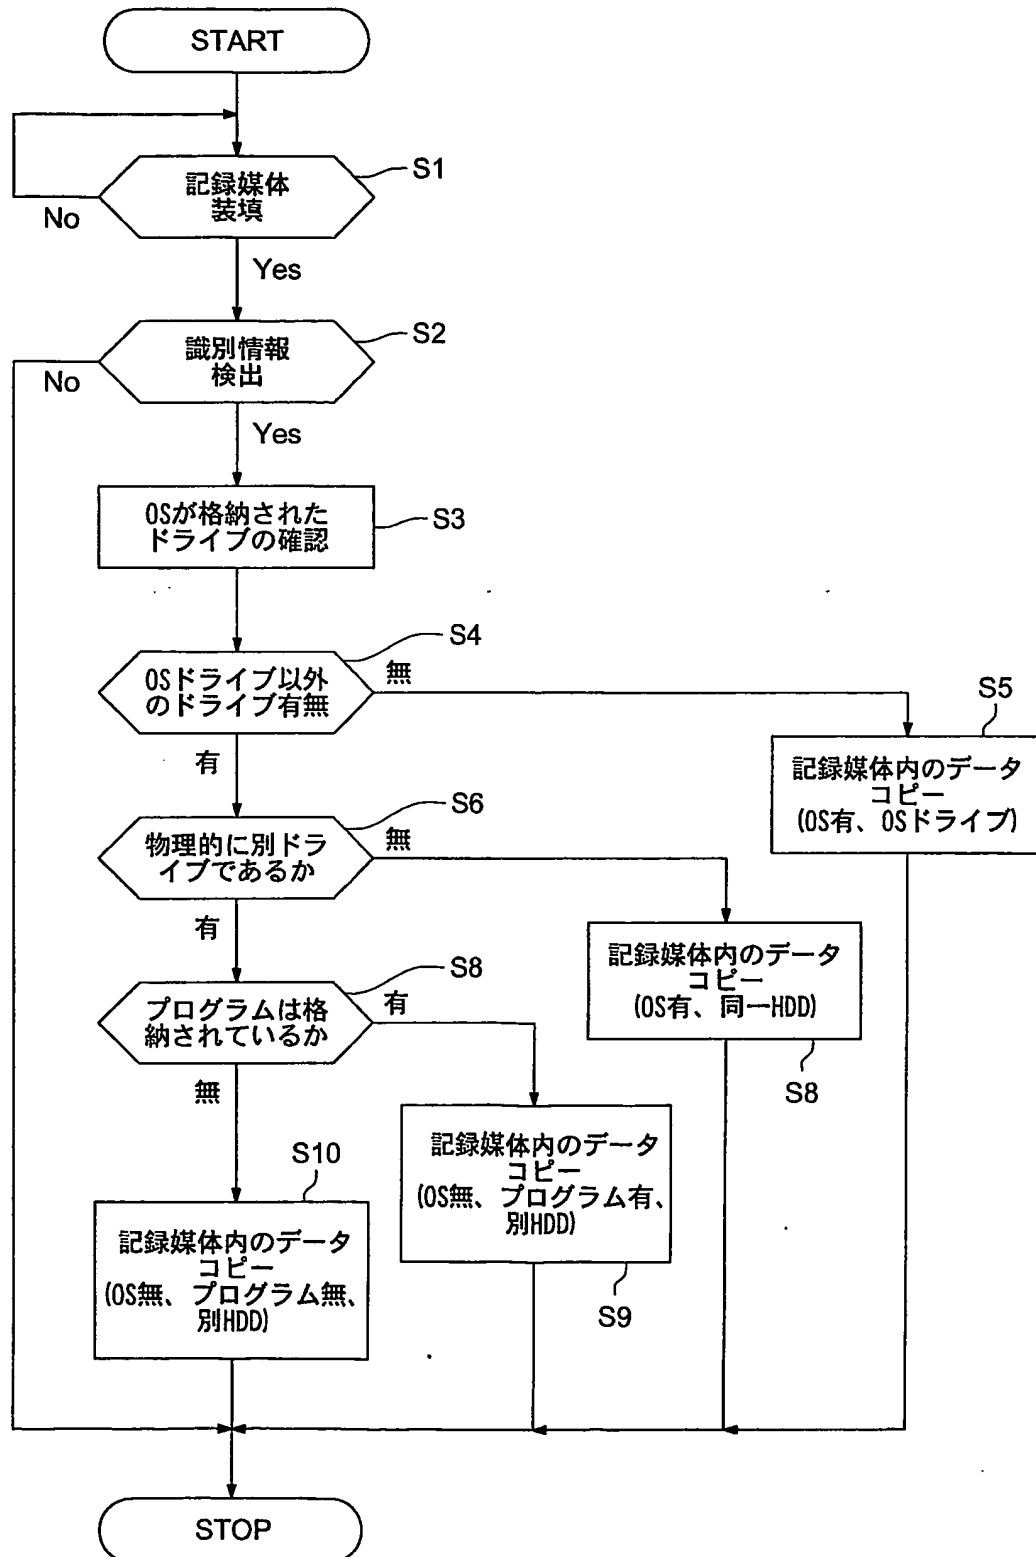 START
記録媒体
装填
S1
No
Yes
識別情報
検出
S2
No
Yes
OSが格納された
ドライブの確認
S3
OSドライブ以外
のドライブ有無
S4
無
有
記録媒体内のデータ
コピー
(OS有、OSドライブ)
S5
物理的に別ドラ
イブであるか
S6
無
有
記録媒体内のデータ
コピー
(OS有、同一HDD)
S8
プログラムは格
納されているか
S8
有
無
記録媒体内のデータ
コピー
(OS無、プログラム有、
別HDD)
S9
S10
記録媒体内のデータ
コピー
(OS無、プログラム無、
別HDD)
STOP